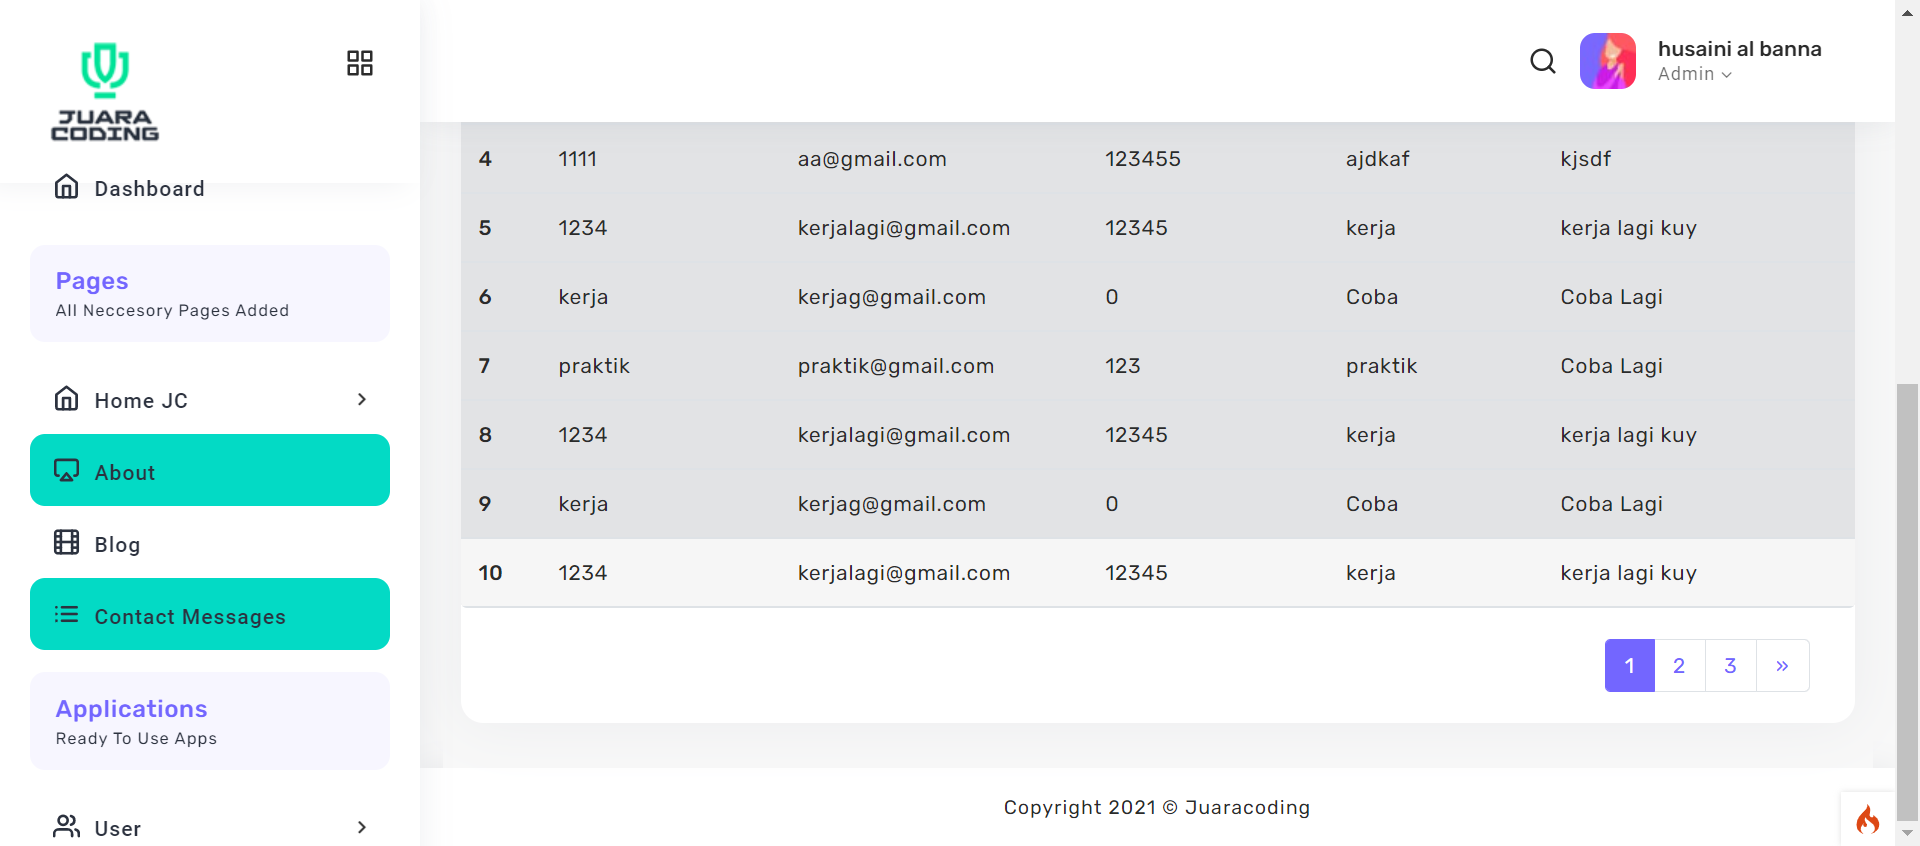 JUARA
CODING
husaini al banna
Admin
Dashboard
Pages
All Neccesory Pages Added
Home JC
About
Blog
Contact Messages
Applications
Ready To Use Apps
User
4 1111 aa@gmail.com 123455 ajdkaf kjsdf
5 1234 kerjalagi@gmail.com 12345 kerja kerja lagi kuy
6 kerja kerjag@gmail.com 0 Coba Coba Lagi
7 praktik praktik@gmail.com 123 praktik Coba Lagi
8 1234 kerjalagi@gmail.com 12345 kerja kerja lagi kuy
9 kerja kerjag@gmail.com 0 Coba Coba Lagi
10 1234 kerjalagi@gmail.com 12345 kerja kerja lagi kuy
1 2 3 »
Copyright 2021 © Juaracoding